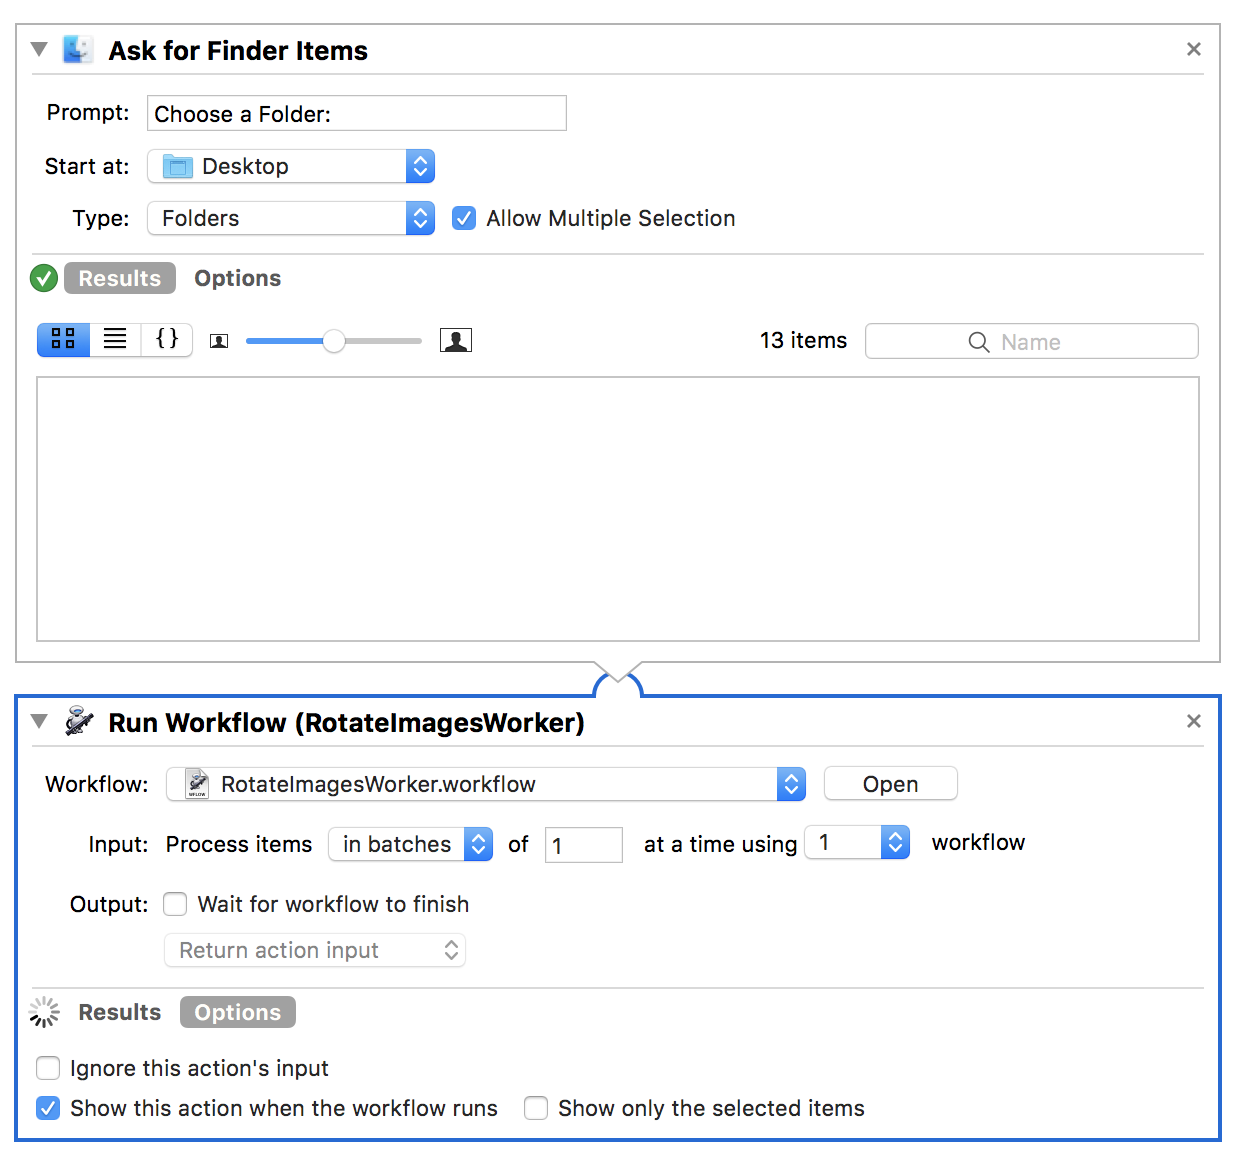 Ask for Finder Items
Prompt: Choose a Folder:
Start at: Desktop
Type: Folders Allow Multiple Selection
Results Options
{} 13 items Name
Run Workflow (RotateImagesWorker)
Workflow: RotateImagesWorker.workflow Open
Input: Process items in batches of 1 at a time using 1 workflow
Output: Wait for workflow to finish
Return action input
Results Options
Ignore this action's input
Show this action when the workflow runs Show only the selected items